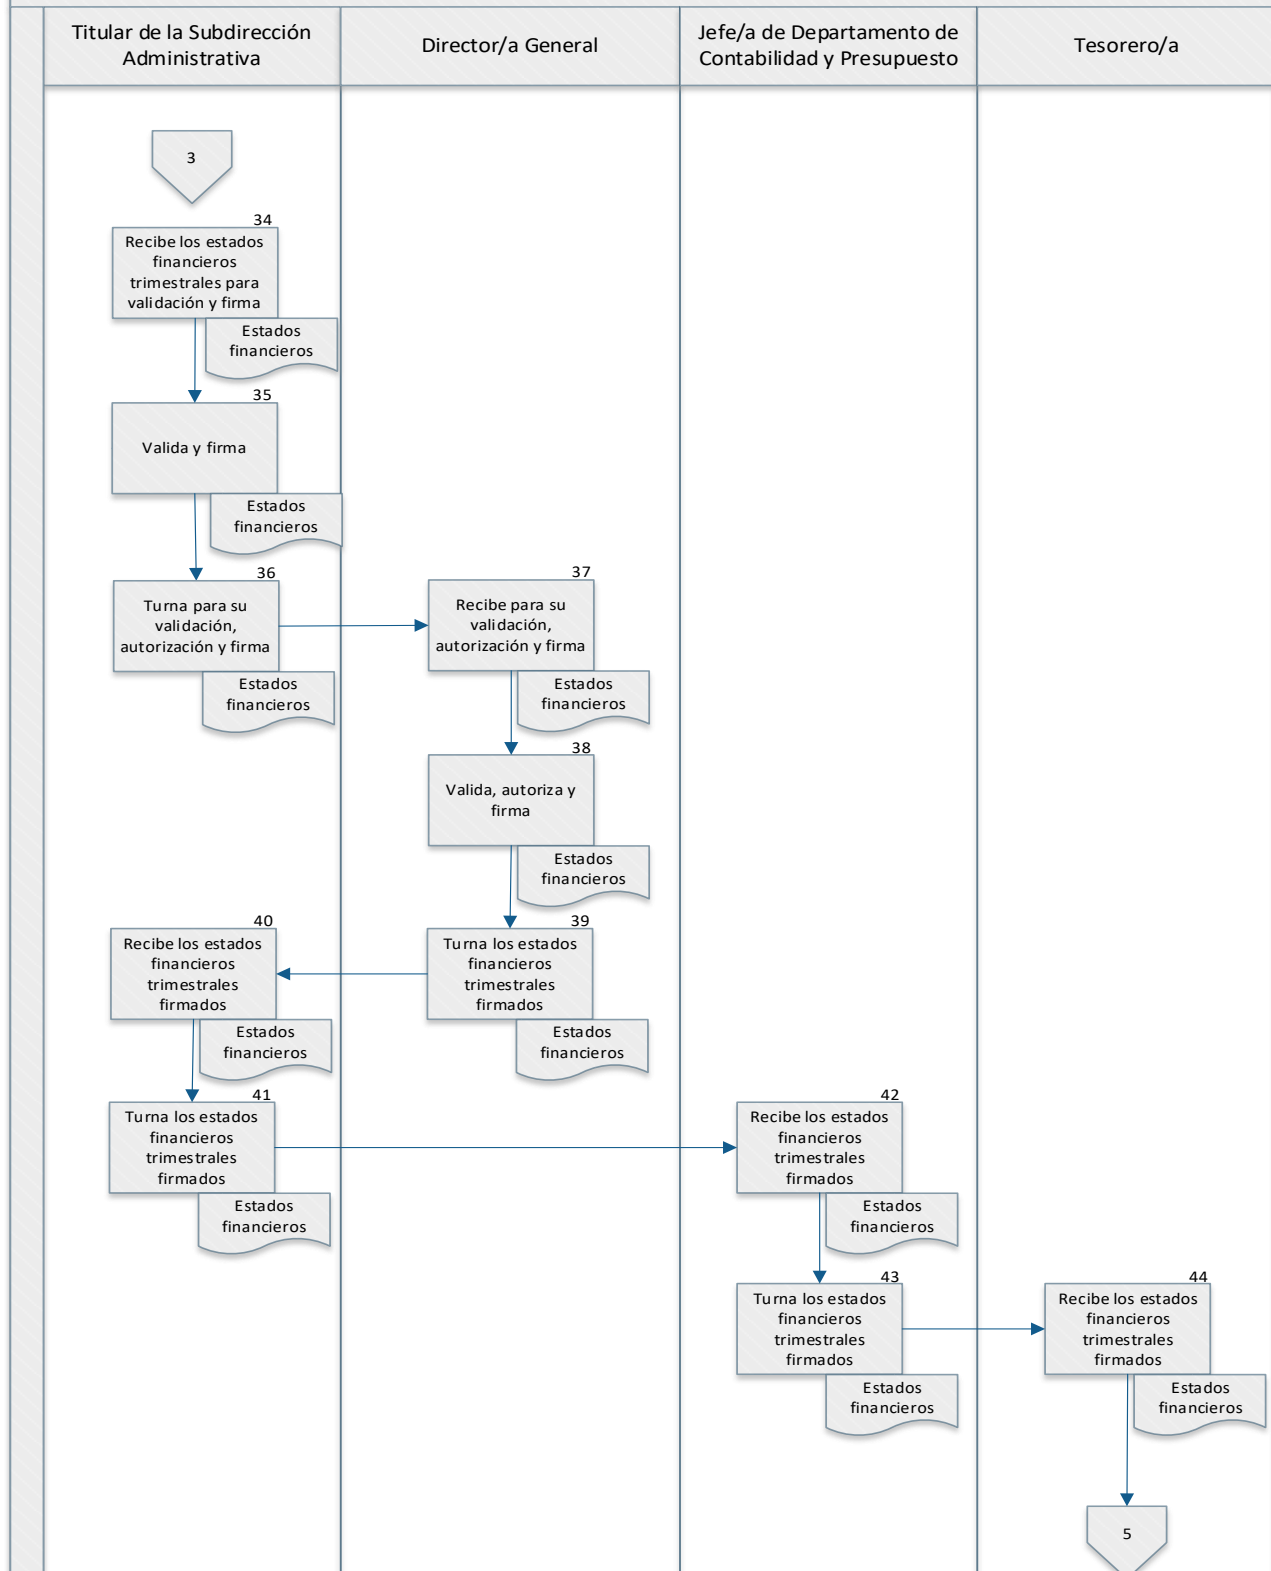 Titular de la Subdirección
Administrativa
Director/a General
Jefe/a de Departamento de
Contabilidad y Presupuesto
Tesorero/a
3
34
Recibe los estados
financieros
trimestrales para
validación y firma
Estados
financieros
35
Valida y firma
Estados
financieros
36
Turna para su
validación,
autorización y firma
Estados
financieros
37
Recibe para su
validación,
autorización y firma
Estados
financieros
38
Valida, autoriza y
firma
Estados
financieros
39
Turna los estados
financieros
trimestrales
firmados
Estados
financieros
40
Recibe los estados
financieros
trimestrales
firmados
Estados
financieros
41
Turna los estados
financieros
trimestrales
firmados
Estados
financieros
42
Recibe los estados
financieros
trimestrales
firmados
Estados
financieros
43
Turna los estados
financieros
trimestrales
firmados
Estados
financieros
44
Recibe los estados
financieros
trimestrales
firmados
Estados
financieros
5